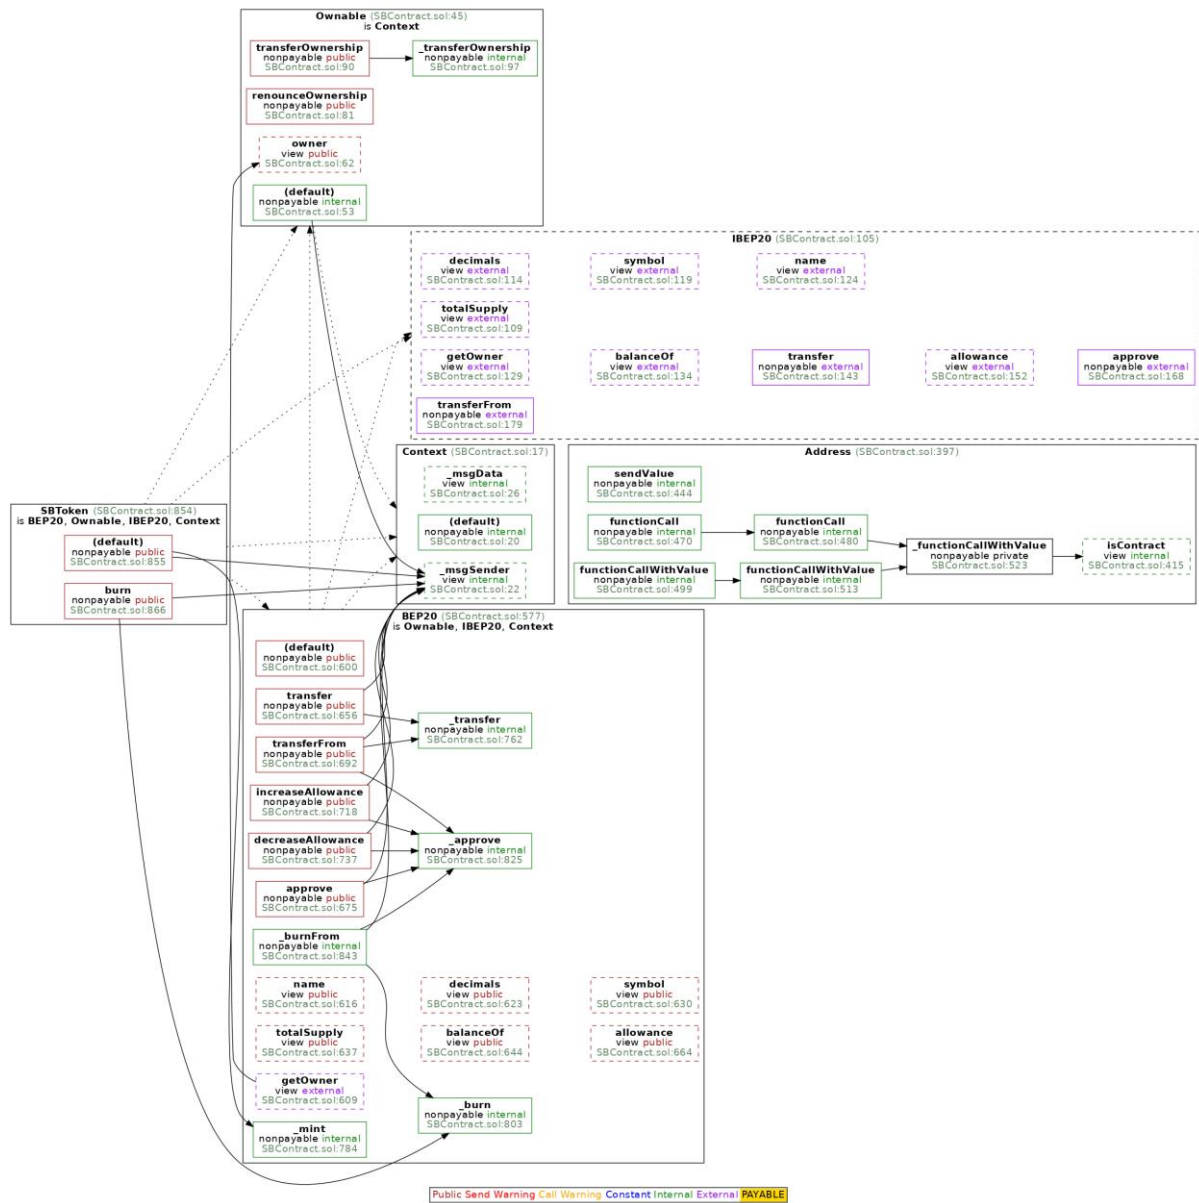 Ownable (SBContract.sol:45)
is Context
transferOwnership
nonpayable public
SBContract.sol:90
_transferOwnership
nonpayable internal
SBContract.sol:97
renounceOwnership
nonpayable public
SBContract.sol:81
owner
view public
SBContract.sol:62
(default)
nonpayable internal
SBContract.sol:53
IBEP20 (SBContract.sol:105)
decimals
view external
SBContract.sol:114
symbol
view external
SBContract.sol:119
name
view external
SBContract.sol:124
totalSupply
view external
SBContract.sol:109
getOwner
view external
SBContract.sol:129
balanceOf
view external
SBContract.sol:134
transfer
nonpayable external
SBContract.sol:143
allowance
view external
SBContract.sol:152
approve
nonpayable external
SBContract.sol:168
transferFrom
nonpayable external
SBContract.sol:179
Context (SBContract.sol:17)
_msgData
view internal
SBContract.sol:26
(default)
nonpayable internal
SBContract.sol:20
_msgSender
view internal
SBContract.sol:22
Address (SBContract.sol:397)
sendValue
nonpayable internal
SBContract.sol:444
functionCall
nonpayable internal
SBContract.sol:470
functionCall
nonpayable internal
SBContract.sol:480
functionCallWithValue
nonpayable internal
SBContract.sol:499
functionCallWithValue
nonpayable internal
SBContract.sol:513
_functionCallWithValue
nonpayable private
SBContract.sol:523
isContract
view internal
SBContract.sol:415
SBToken (SBContract.sol:854)
is BEP20, Ownable, IBEP20, Context
(default)
nonpayable public
SBContract.sol:855
burn
nonpayable public
SBContract.sol:866
BEP20 (SBContract.sol:577)
is Ownable, IBEP20, Context
(default)
nonpayable public
SBContract.sol:600
transfer
nonpayable public
SBContract.sol:656
_transfer
nonpayable internal
SBContract.sol:762
transferFrom
nonpayable public
SBContract.sol:692
increaseAllowance
nonpayable public
SBContract.sol:718
decreaseAllowance
nonpayable public
SBContract.sol:737
_approve
nonpayable internal
SBContract.sol:825
approve
nonpayable public
SBContract.sol:675
_burnFrom
nonpayable internal
SBContract.sol:843
name
view public
SBContract.sol:616
decimals
view public
SBContract.sol:623
symbol
view public
SBContract.sol:630
totalSupply
view public
SBContract.sol:637
balanceOf
view public
SBContract.sol:644
allowance
view public
SBContract.sol:664
getOwner
view external
SBContract.sol:609
_burn
nonpayable internal
SBContract.sol:803
_mint
nonpayable internal
SBContract.sol:784
Public Send Warning Call Warning Constant Internal External PAYABLE